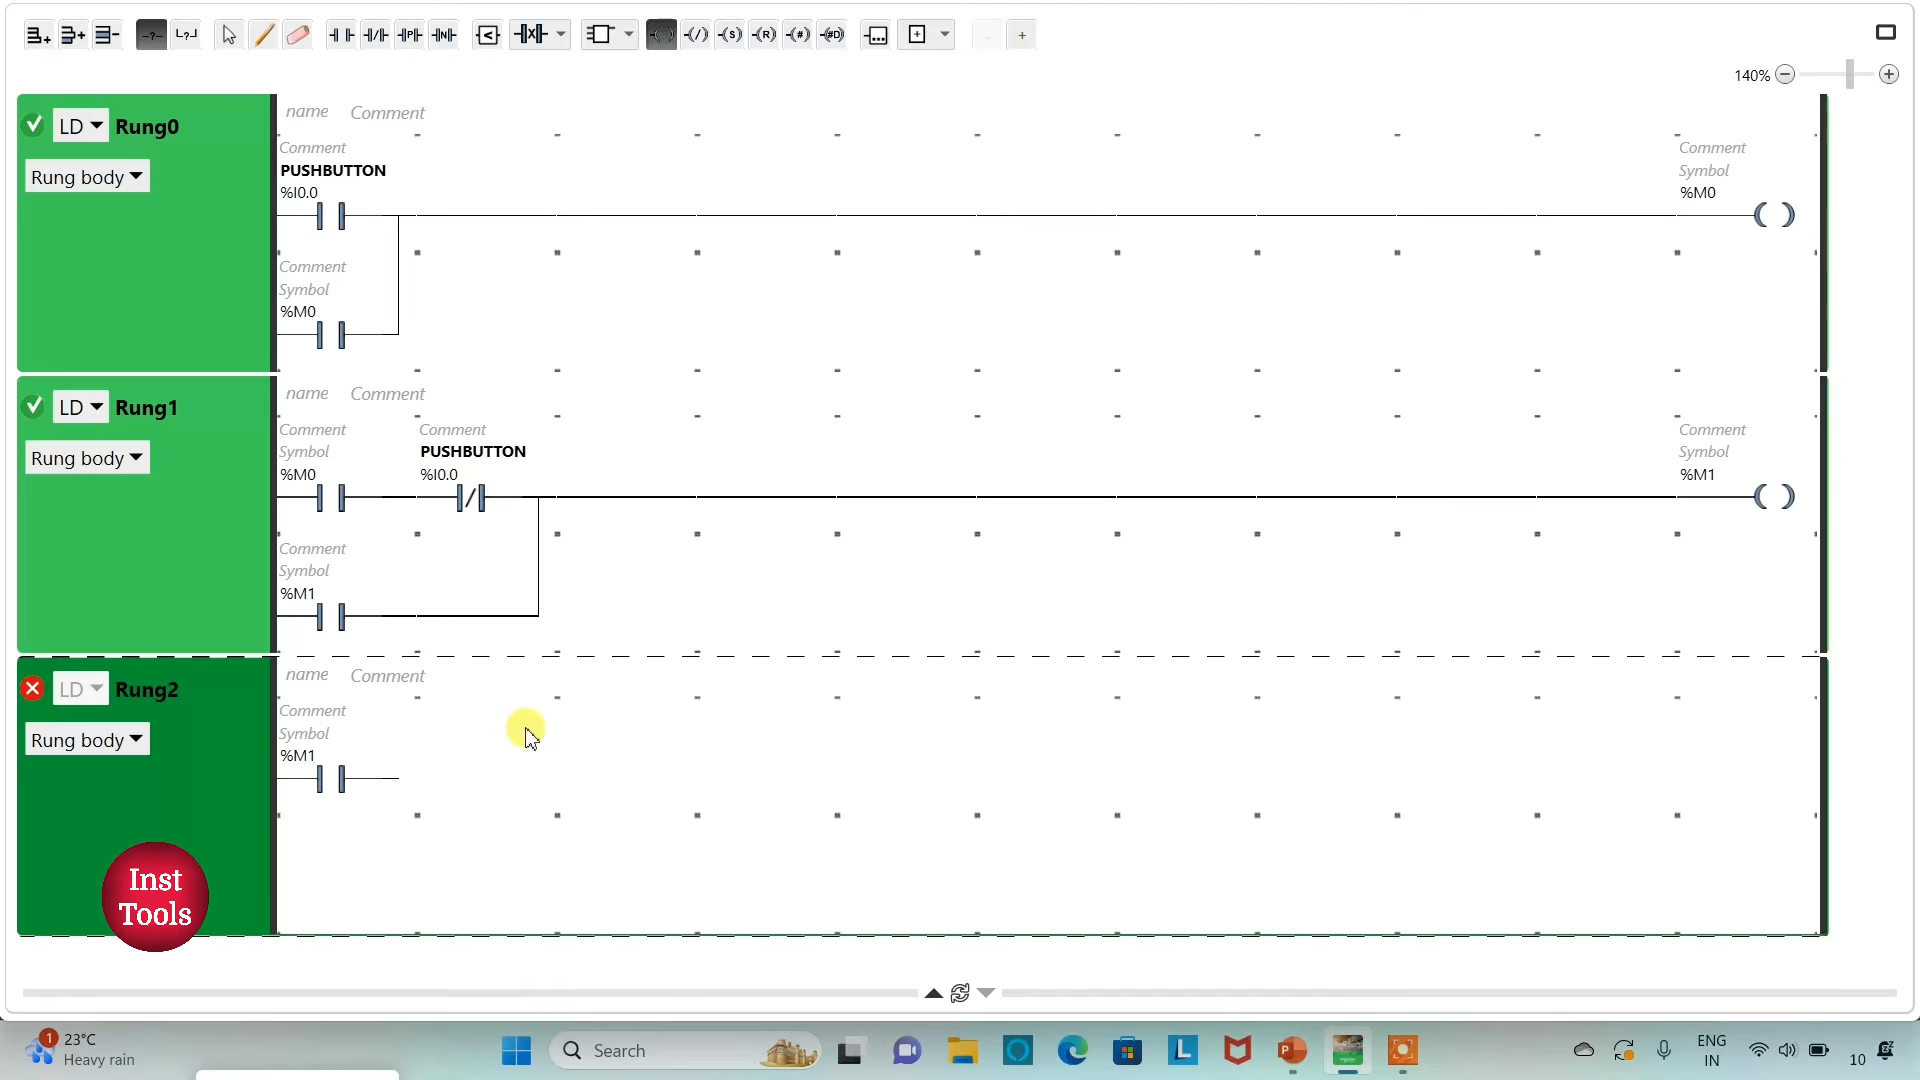 140%
LD Rung0
name Comment
Comment
PUSHBUTTON
%I0.0
Comment
Symbol
%M0
Rung body
Comment
Symbol
%M0
LD Rung1
name Comment
Comment
Symbol
%M0
Comment
PUSHBUTTON
%I0.0
Comment
Symbol
%M1
Rung body
Comment
Symbol
%M1
LD Rung2
name Comment
Comment
Symbol
%M1
Rung body
Inst
Tools
1
23°C
Heavy rain
Search
ENG
IN
10